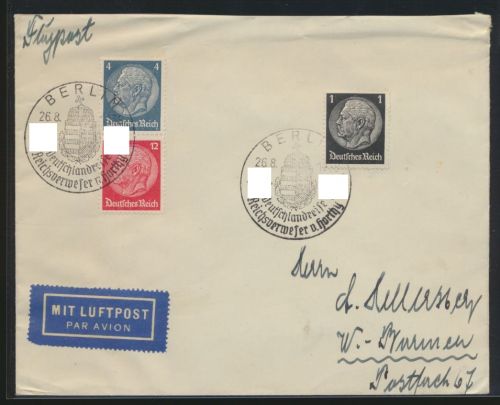 Flugpost
4 4
Deutsches Reich
12
Deutsches Reich
BERLIN
26.8.
Deutschlandreise
Reichsverweser v. Horthy
1 1
Deutsches Reich
BERLIN
26.8.
Deutschlandreise
Reichsverweser v. Horthy
MIT LUFTPOST
PAR AVION
Herrn
L. Kellersberg
W.-Barmen
Postfach 67